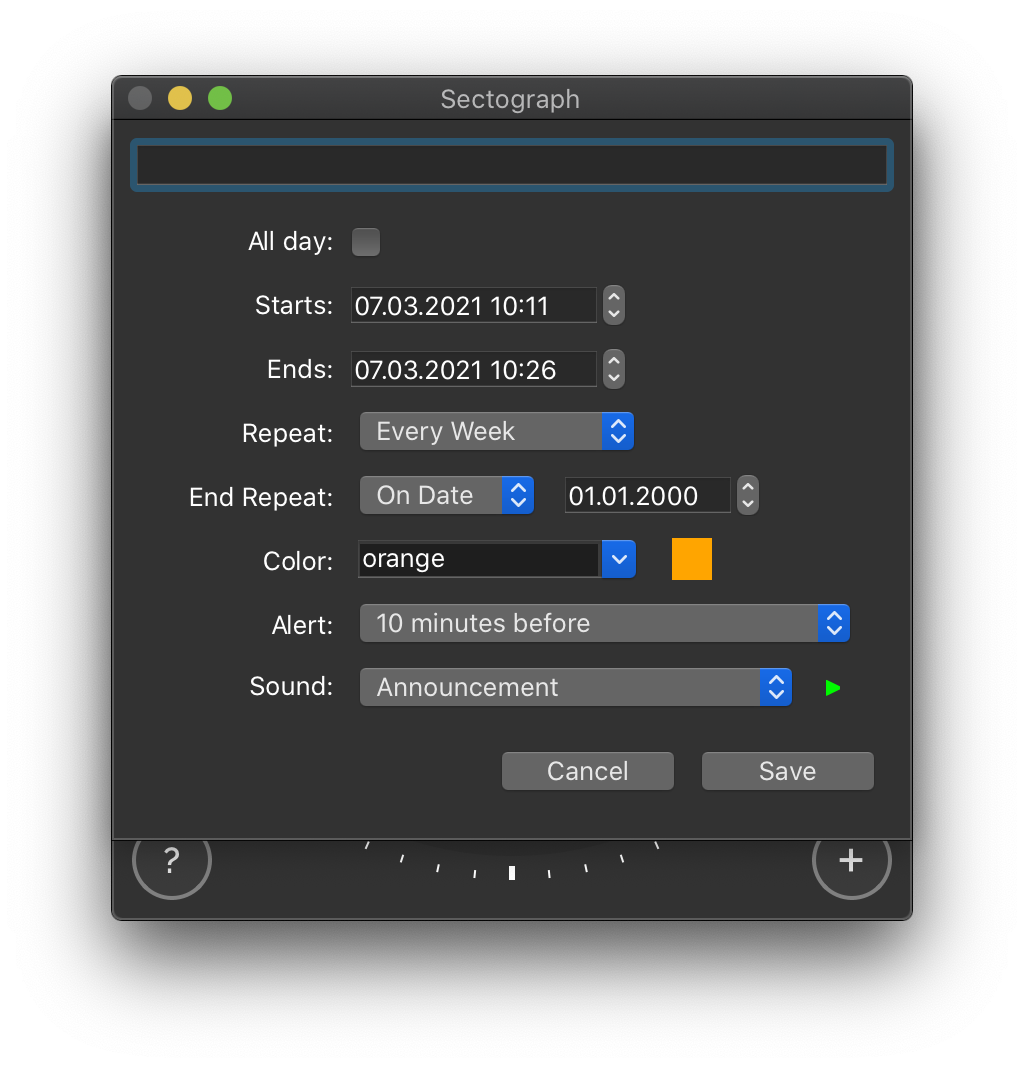 Sectograph
All day:
Starts: 07.03.2021 10:11
Ends: 07.03.2021 10:26
Repeat: Every Week
End Repeat: On Date 01.01.2000
Color: orange
Alert: 10 minutes before
Sound: Announcement
Cancel Save
? +